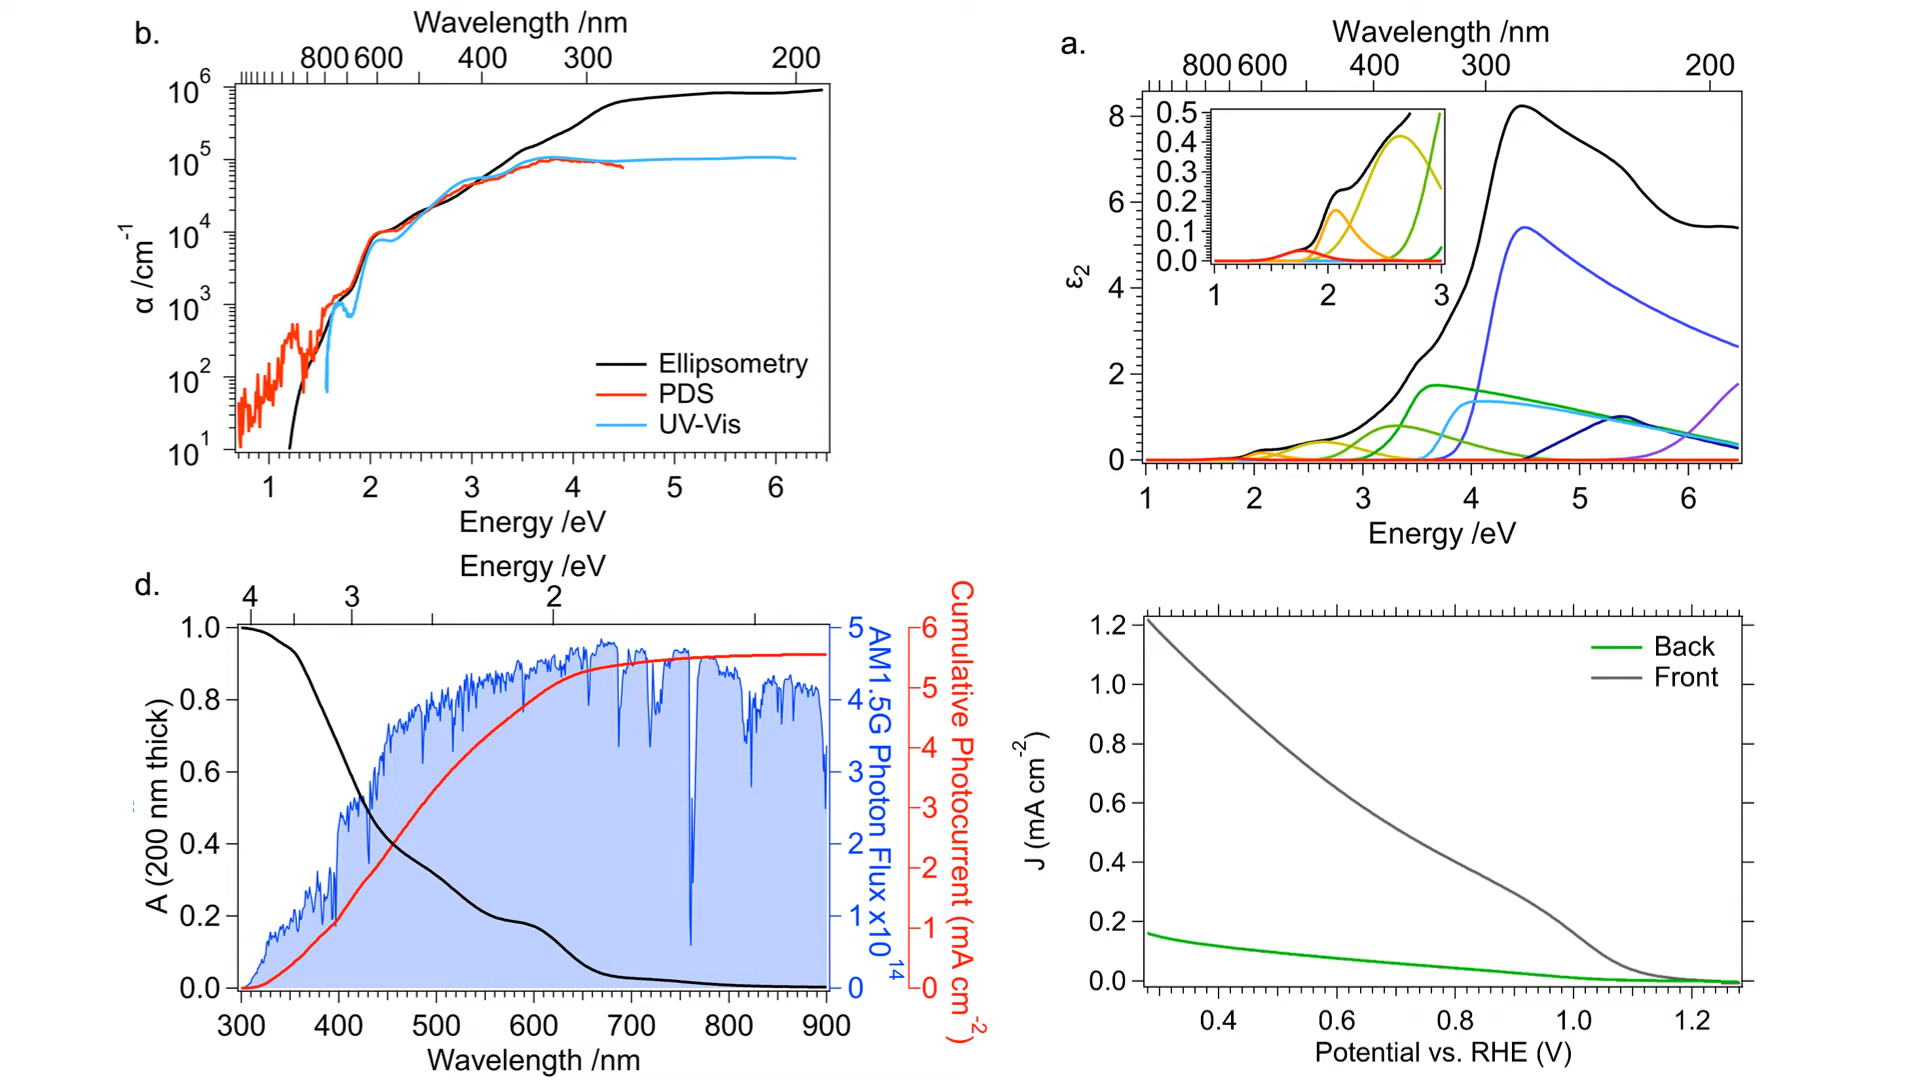 b.
Wavelength /nm
800 600 400 300 200
10^6
10^5
10^4
10^3
10^2
10^1
α /cm^-1
Ellipsometry
PDS
UV-Vis
1 2 3 4 5 6
Energy /eV
a.
Wavelength /nm
800 600 400 300 200
8
6
4
2
0
ε2
0.5
0.4
0.3
0.2
0.1
0.0
1 2 3
1 2 3 4 5 6
Energy /eV
d.
Energy /eV
4 3 2
1.0
0.8
0.6
0.4
0.2
0.0
A (200 nm thick)
5
4
3
2
1
0
AM1.5G Photon Flux x10^14
6
5
4
3
2
1
0
Cumulative Photocurrent (mA cm^-2)
300 400 500 600 700 800 900
Wavelength /nm
1.2
1.0
0.8
0.6
0.4
0.2
0.0
J (mA cm^-2)
Back
Front
0.4 0.6 0.8 1.0 1.2
Potential vs. RHE (V)